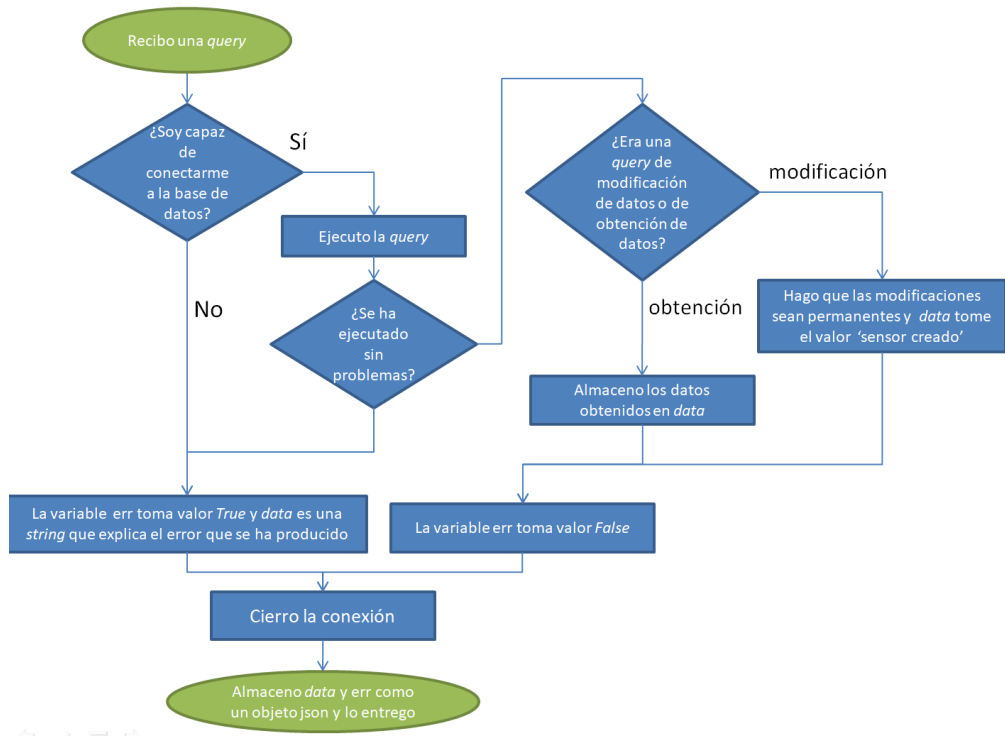 Recibo una query
¿Soy capaz
de
conectarme
a la base de
datos?
Sí
No
Ejecuto la query
¿Se ha
ejecutado
sin
problemas?
¿Era una
query de
modificación
de datos o de
obtención de
datos?
modificación
obtención
Hago que las modificaciones
sean permanentes y data tome
el valor ‘sensor creado’
Almaceno los datos
obtenidos en data
La variable err toma valor True y data es una
string que explica el error que se ha producido
La variable err toma valor False
Cierro la conexión
Almaceno data y err como
un objeto json y lo entrego